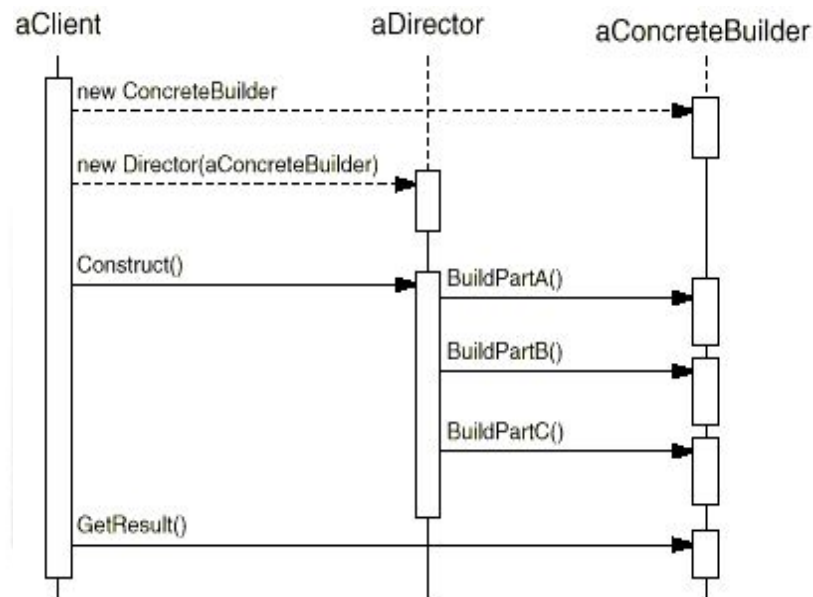 aClient
aDirector
aConcreteBuilder
new ConcreteBuilder
new Director(aConcreteBuilder)
Construct()
BuildPartA()
BuildPartB()
BuildPartC()
GetResult()